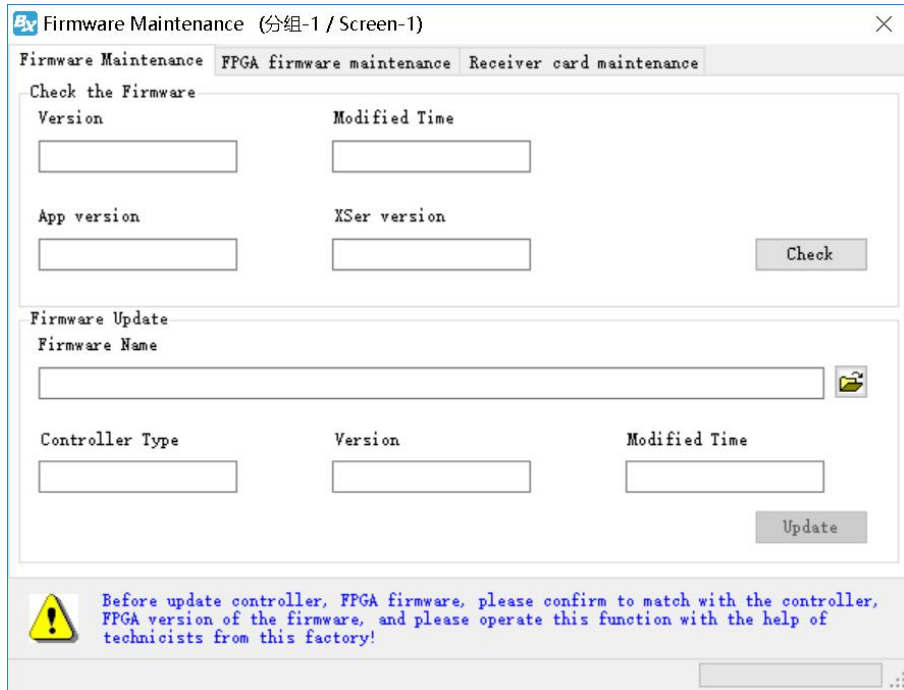 BX Firmware Maintenance (分组-1 / Screen-1)
Firmware Maintenance FPGA firmware maintenance Receiver card maintenance
Check the Firmware
Version Modified Time
App version XSer version
Check
Firmware Update
Firmware Name
Controller Type Version Modified Time
Update
Before update controller, FPGA firmware, please confirm to match with the controller,
FPGA version of the firmware, and please operate this function with the help of
technicists from this factory!